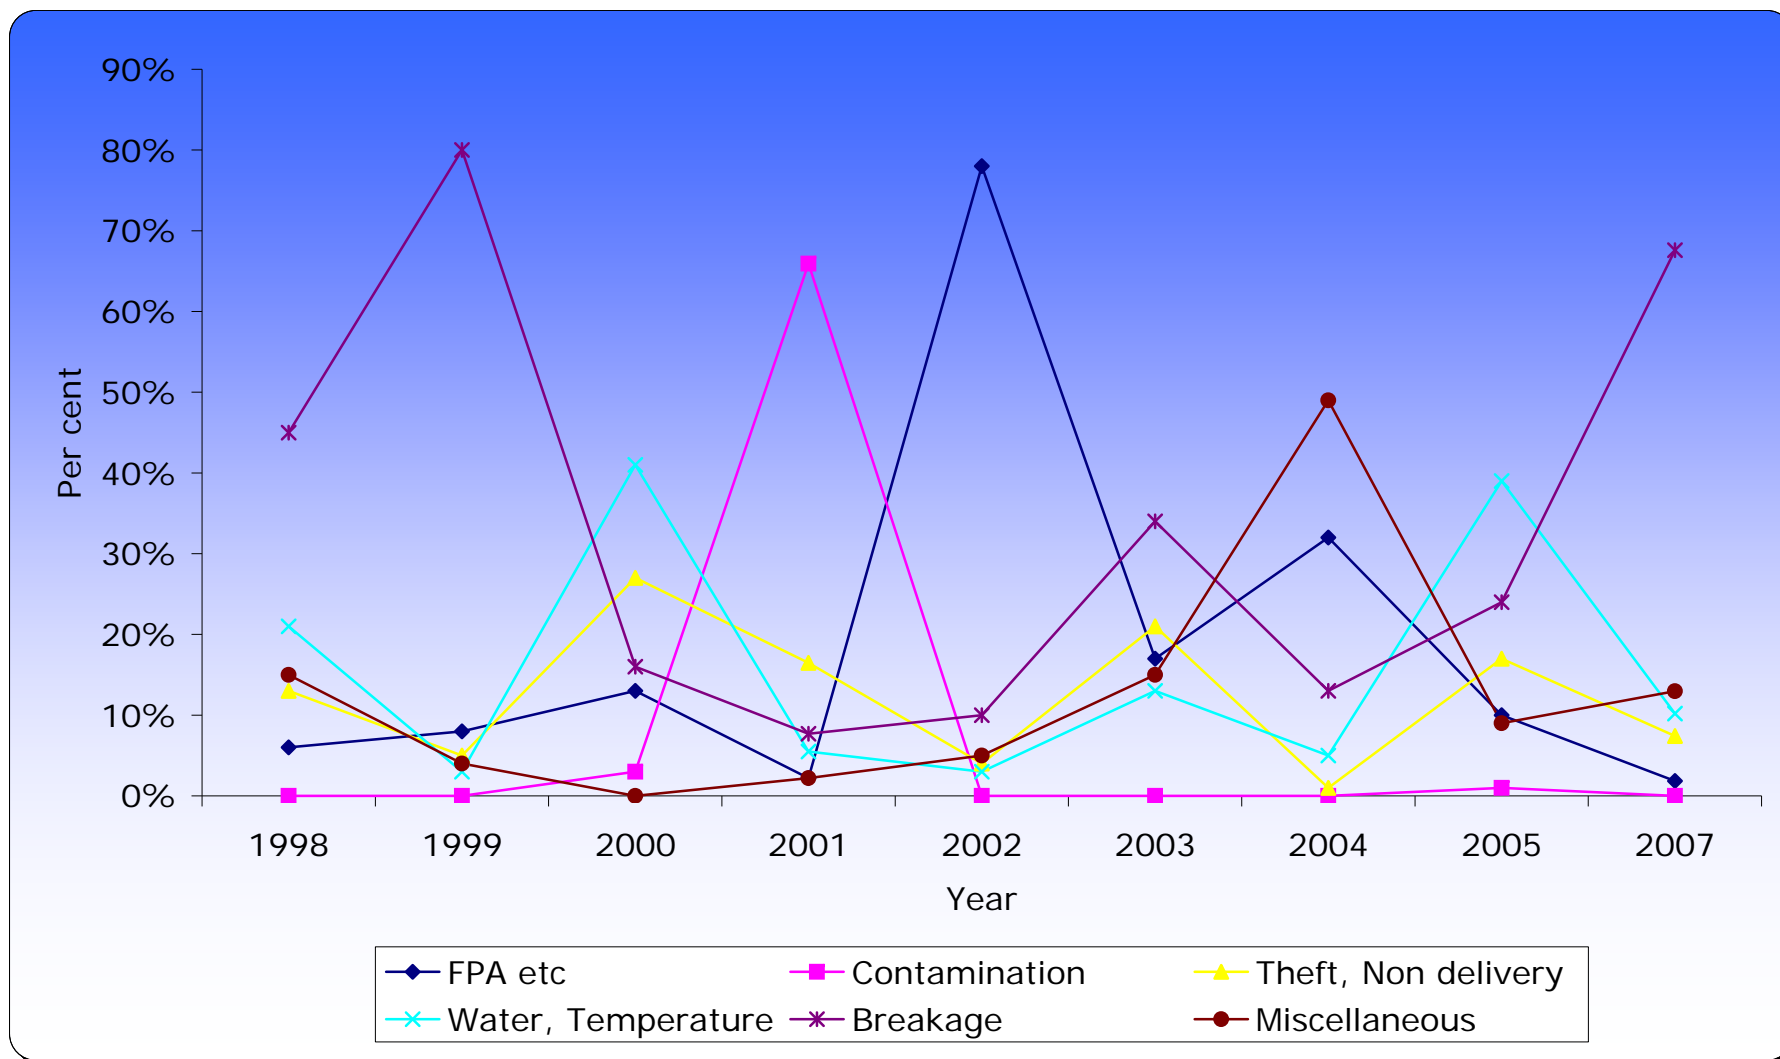 90%
80%
70%
60%
50%
40%
30%
20%
10%
0%
Per cent
1998 1999 2000 2001 2002 2003 2004 2005 2007
Year
FPA etc Contamination Theft, Non delivery
Water, Temperature Breakage Miscellaneous